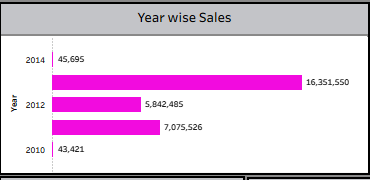 Year wise Sales
2014 45,695
16,351,550
2012 5,842,485
7,075,526
2010 43,421
Year